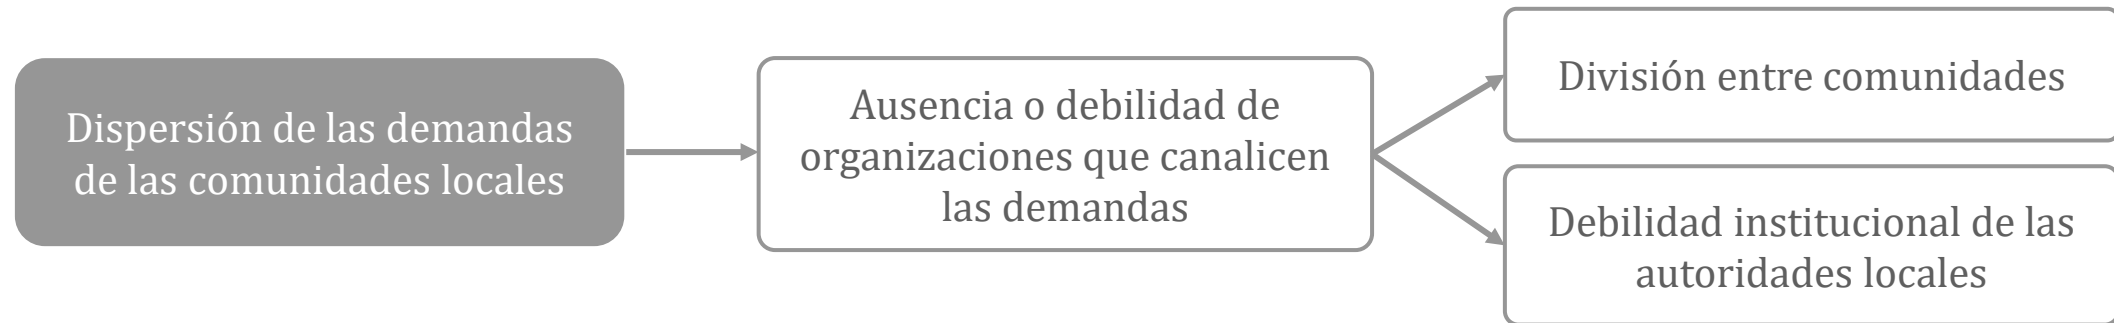 Dispersión de las demandas
de las comunidades locales
Ausencia o debilidad de
organizaciones que canalicen
las demandas
División entre comunidades
Debilidad institucional de las
autoridades locales